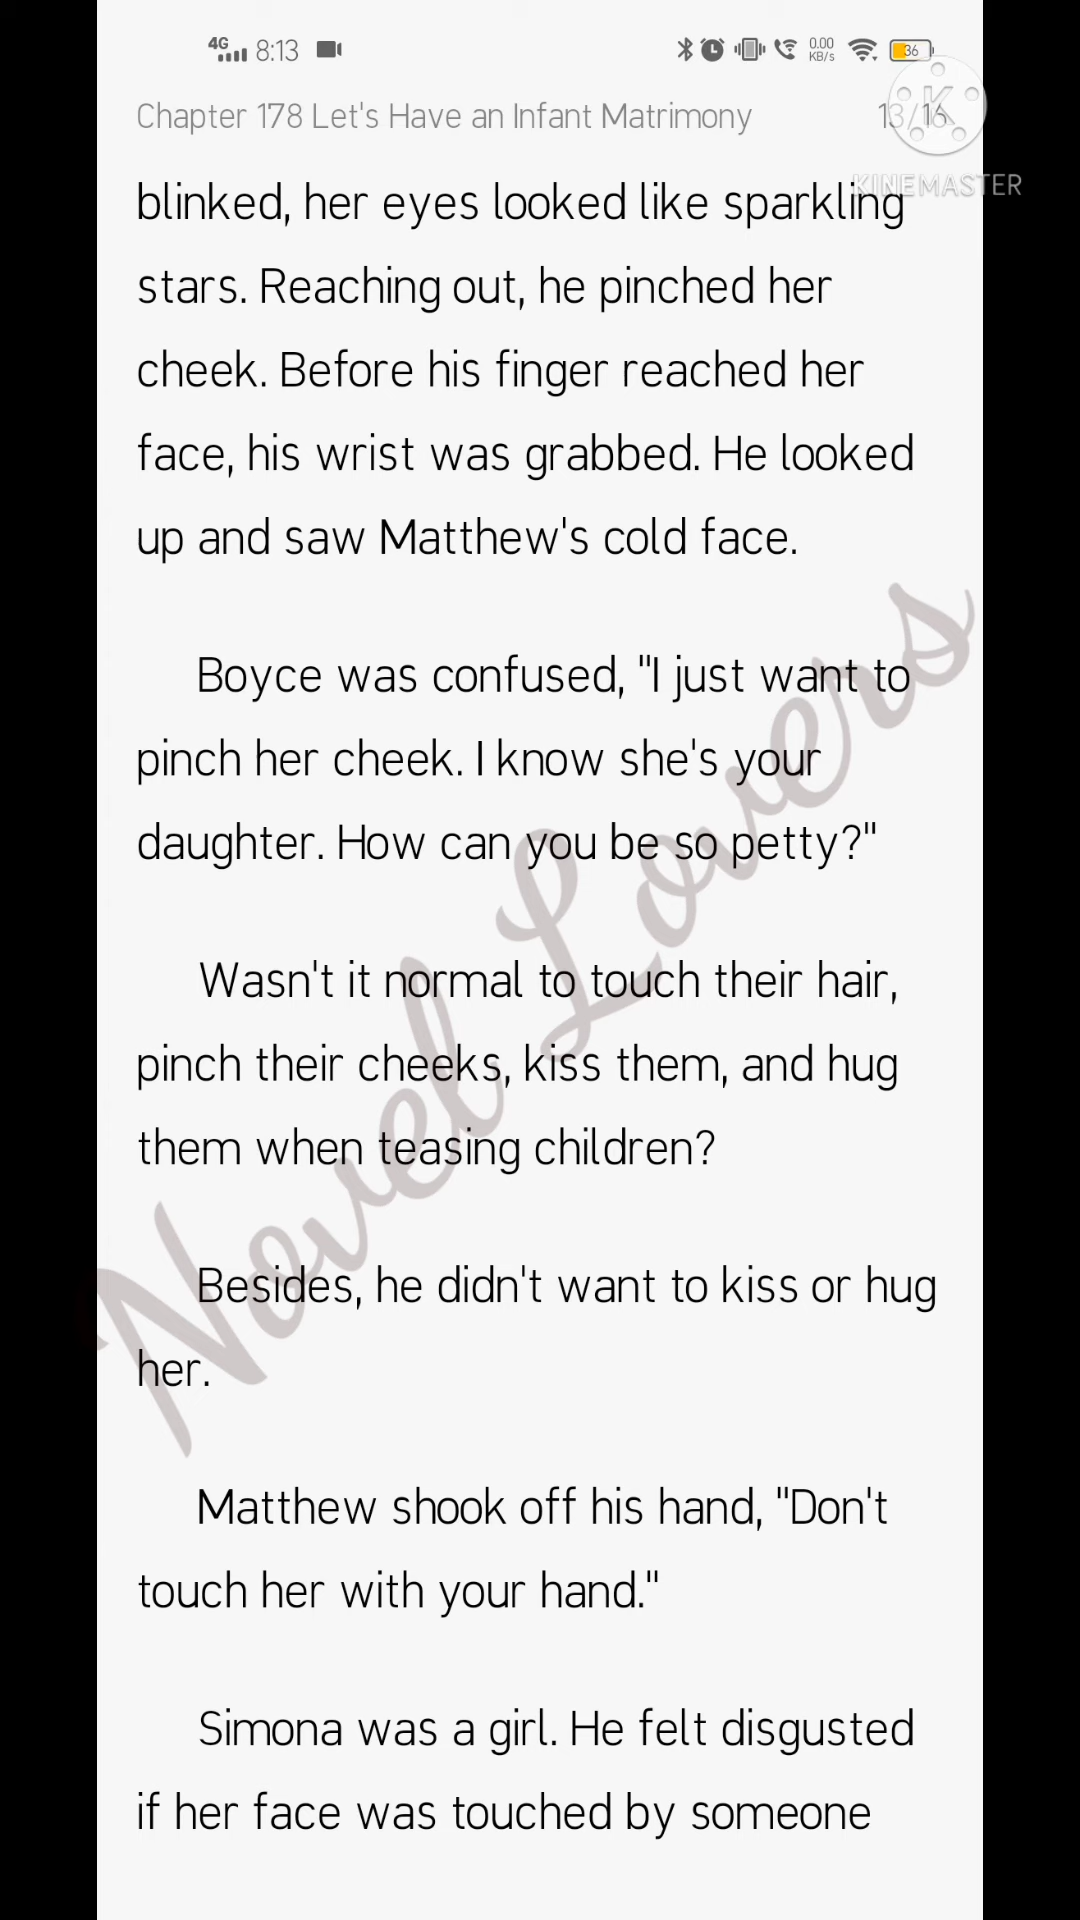 4G 8:13 0.00 KB/s 36
Chapter 178 Let's Have an Infant Matrimony 13/16
KINEMASTER
blinked, her eyes looked like sparkling
stars. Reaching out, he pinched her
cheek. Before his finger reached her
face, his wrist was grabbed. He looked
up and saw Matthew's cold face.
Boyce was confused, "I just want to
pinch her cheek. I know she's your
daughter. How can you be so petty?"
Wasn't it normal to touch their hair,
pinch their cheeks, kiss them, and hug
them when teasing children?
Besides, he didn't want to kiss or hug
her.
Matthew shook off his hand, "Don't
touch her with your hand."
Simona was a girl. He felt disgusted
if her face was touched by someone
Novel Lovers